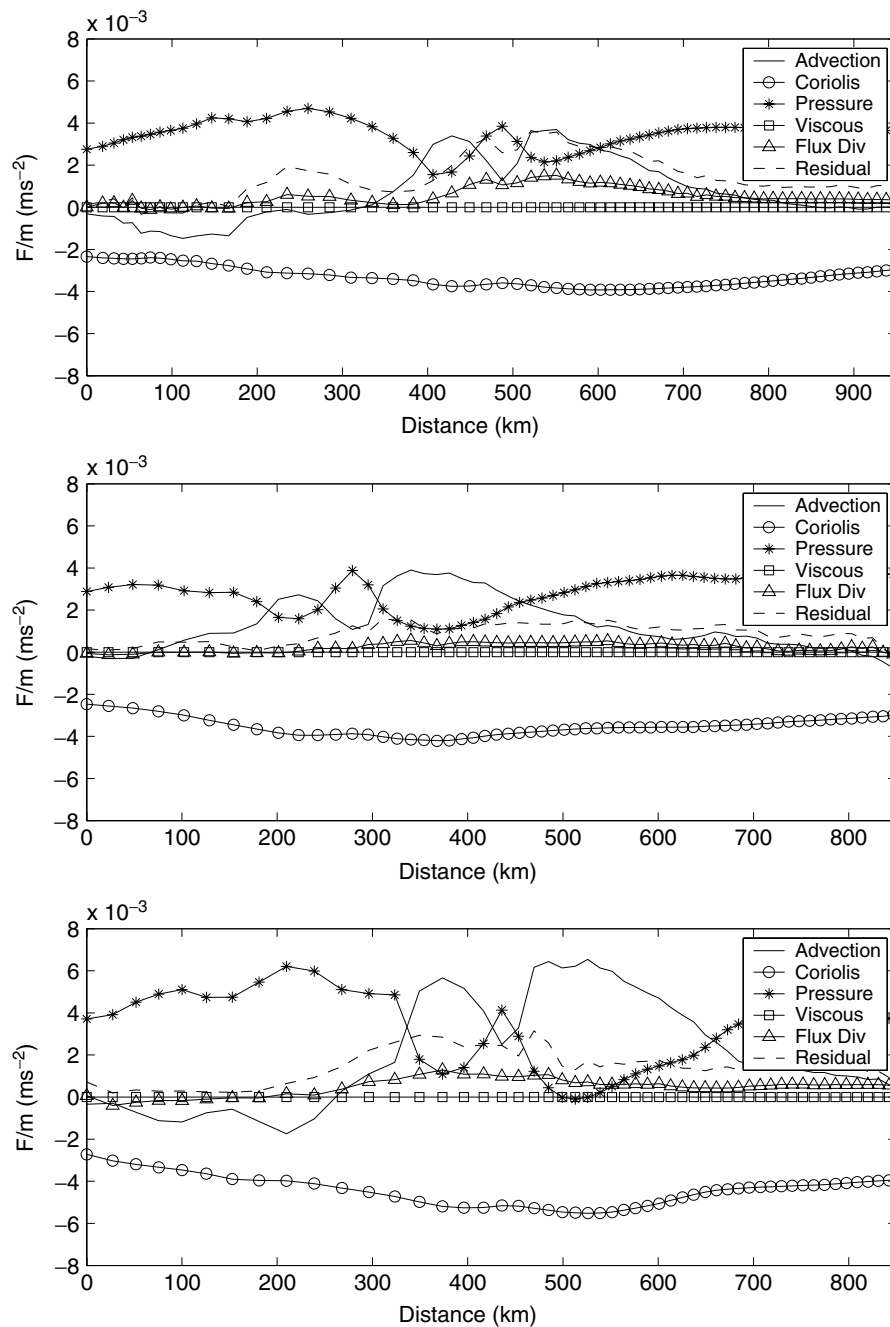 x 10⁻³
8
6
4
2
0
−2
−4
−6
−8
F/m (ms⁻²)
0 100 200 300 400 500 600 700 800 900
Distance (km)
Advection
Coriolis
Pressure
Viscous
Flux Div
Residual
x 10⁻³
8
6
4
2
0
−2
−4
−6
−8
F/m (ms⁻²)
0 100 200 300 400 500 600 700 800
Distance (km)
Advection
Coriolis
Pressure
Viscous
Flux Div
Residual
x 10⁻³
8
6
4
2
0
−2
−4
−6
−8
F/m (ms⁻²)
0 100 200 300 400 500 600 700 800
Distance (km)
Advection
Coriolis
Pressure
Viscous
Flux Div
Residual